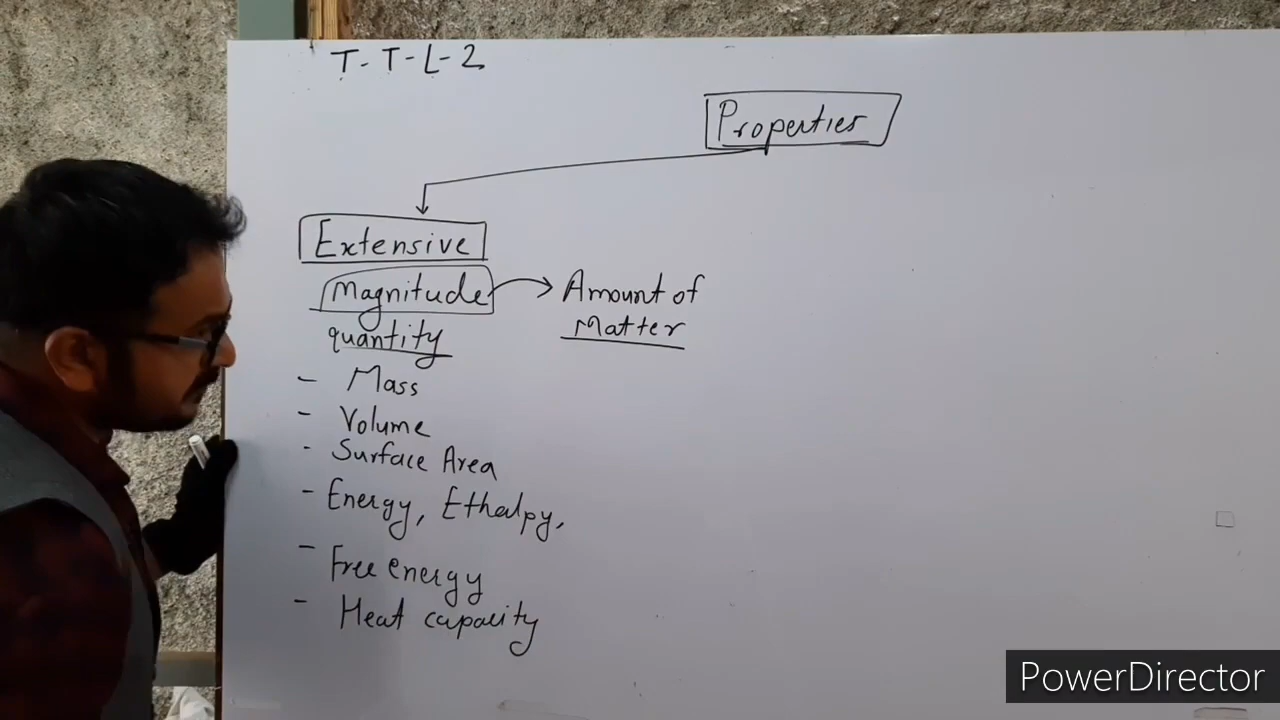 T-T-L-2
Properties
Extensive
Magnitude
Amount of
Matter
quantity
- Mass
- Volume
- Surface Area
- Energy, Ethalpy,
- Free energy
- Heat capacity
PowerDirector